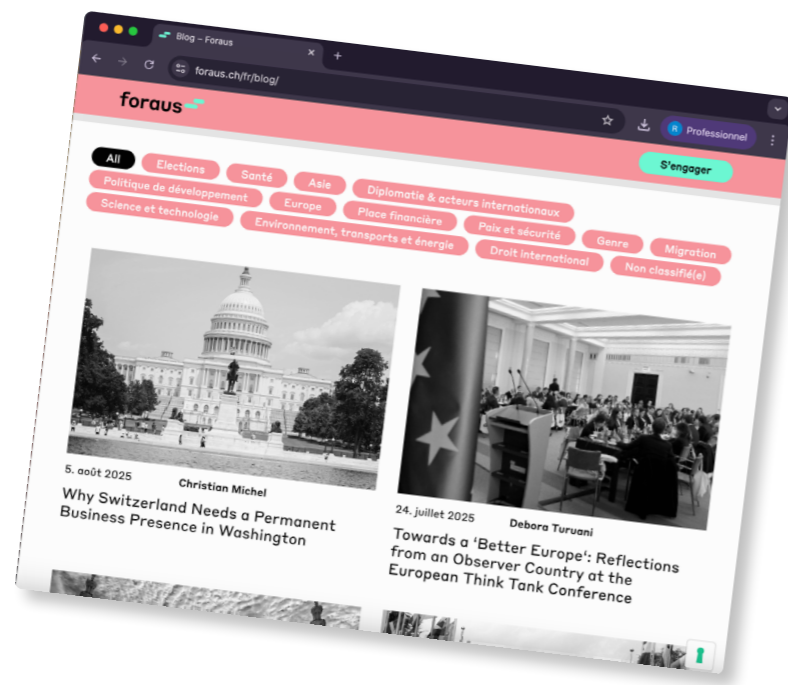 Blog – Foraus
foraus.ch/fr/blog/
R Professionnel
foraus
S'engager
All Elections Santé Asie Diplomatie & acteurs internationaux
Politique de développement Europe Place financière Paix et sécurité Genre Migration
Science et technologie Environnement, transports et énergie Droit international Non classifié(e)
5. août 2025 Christian Michel
Why Switzerland Needs a Permanent
Business Presence in Washington
24. juillet 2025 Debora Turuani
Towards a ‘Better Europe‘: Reflections
from an Observer Country at the
European Think Tank Conference